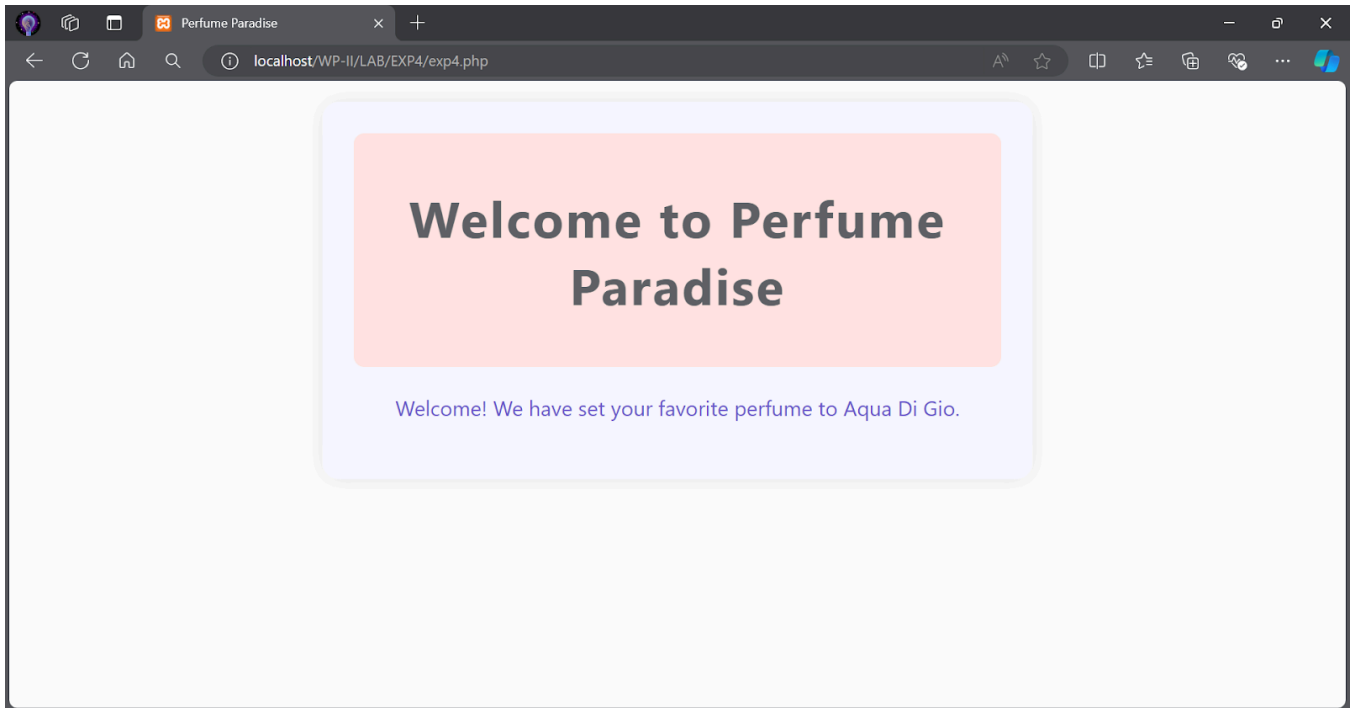 Perfume Paradise
localhost/WP-II/LAB/EXP4/exp4.php
Welcome to Perfume
Paradise
Welcome! We have set your favorite perfume to Aqua Di Gio.